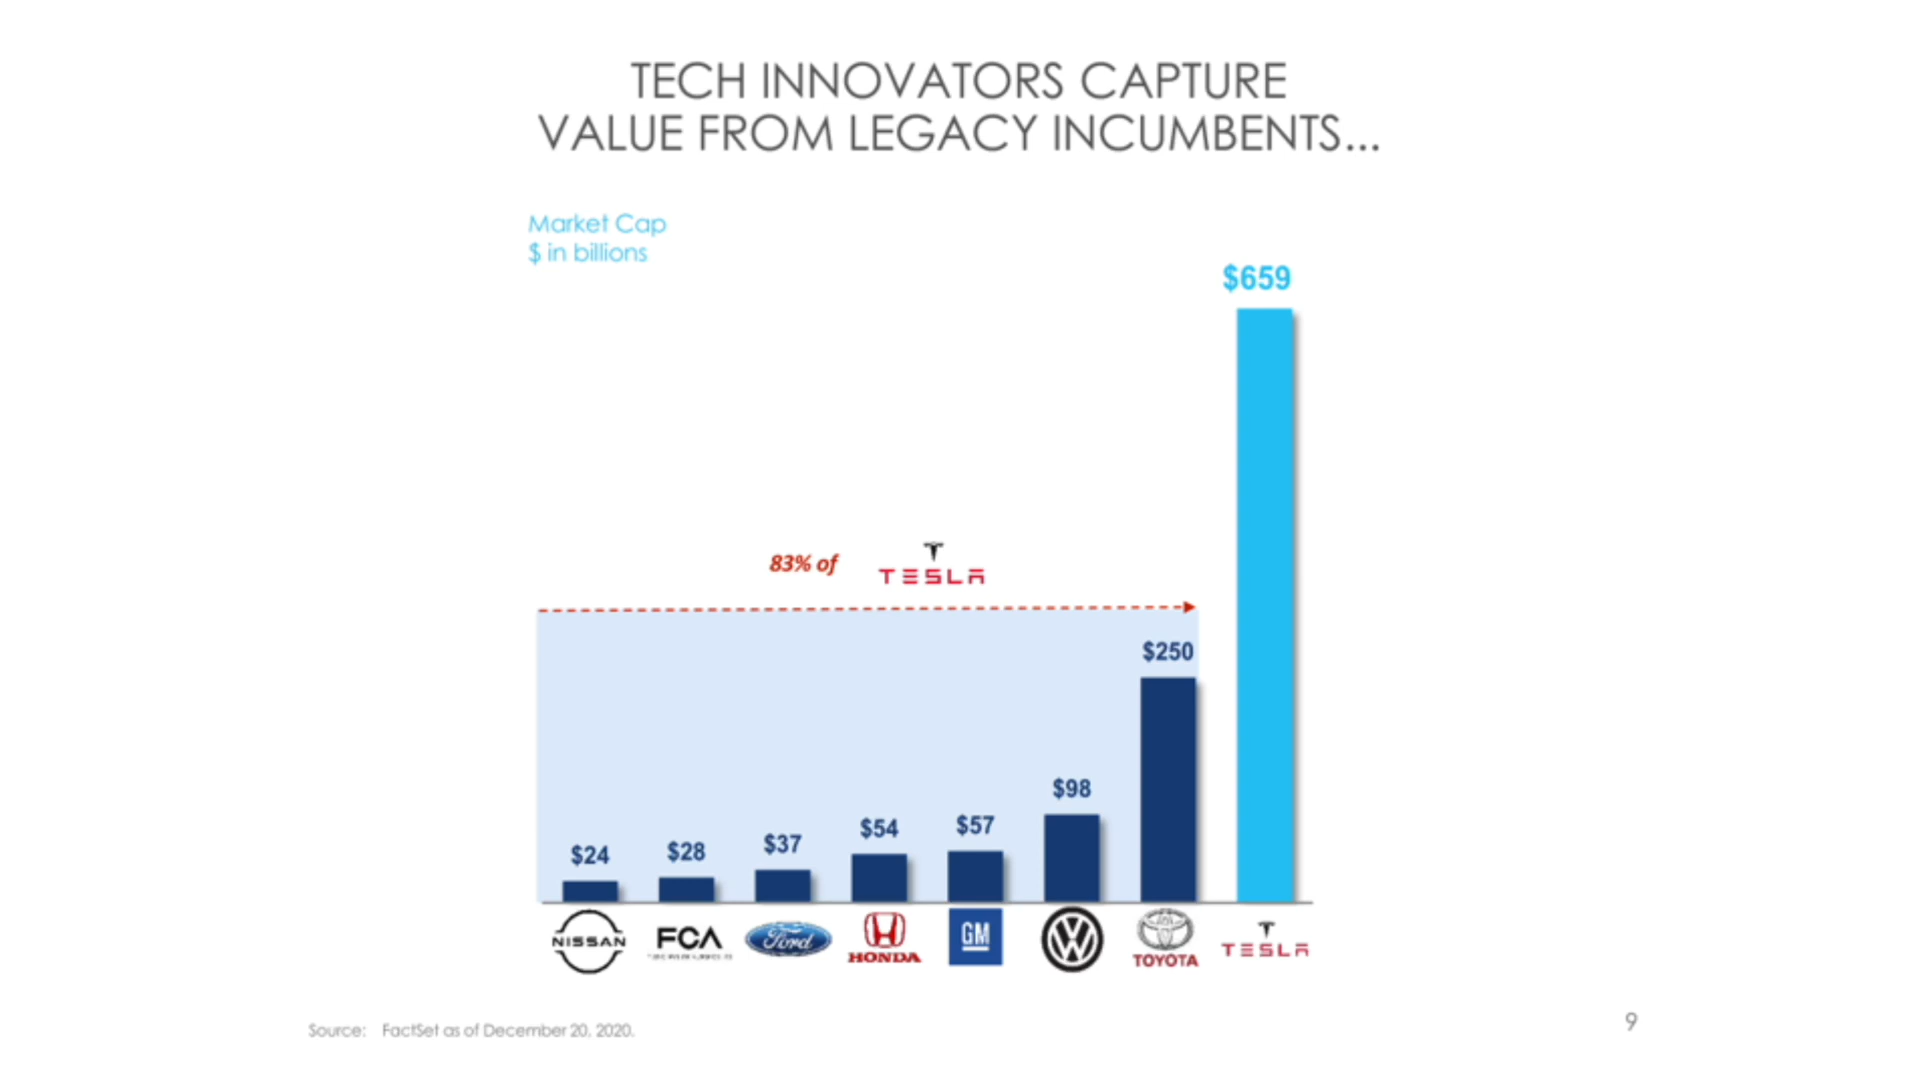 TECH INNOVATORS CAPTURE
VALUE FROM LEGACY INCUMBENTS...
Market Cap
$ in billions
$659
83% of TESLA
$250
$98
$57
$54
$37
$28
$24
NISSAN
FCA
Ford
HONDA
GM
VW
TOYOTA
TESLA
Source: FactSet as of December 20, 2020.
9